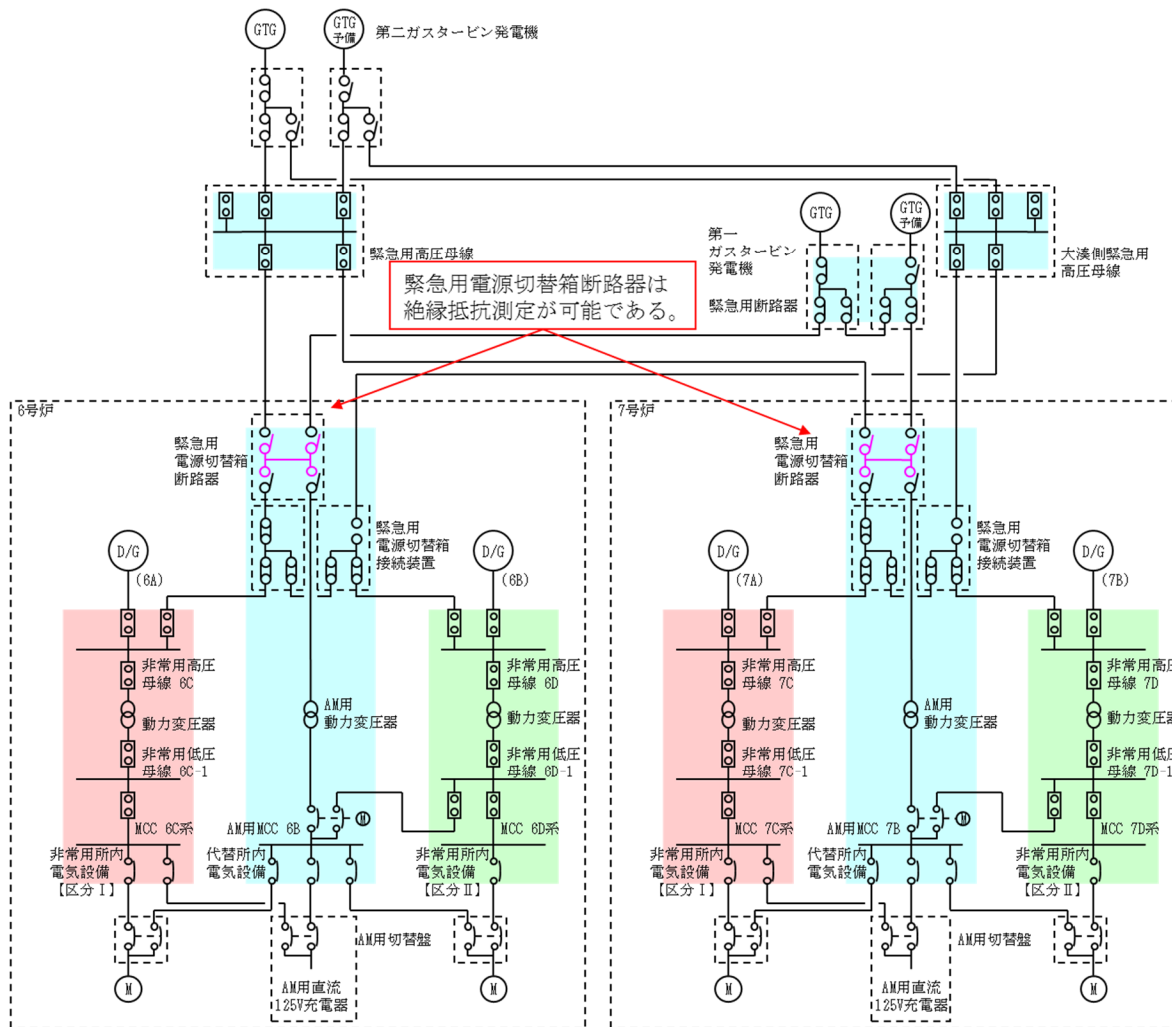 GTG
GTG
予備
第二ガスタービン発電機
GTG
GTG
予備
第一
ガスタービン
発電機
緊急用高圧母線
大湊側緊急用
高圧母線
緊急用電源切替箱断路器は
絶縁抵抗測定が可能である。
緊急用断路器
6号炉
緊急用
電源切替箱
断路器
緊急用
電源切替箱
接続装置
D/G
(6A)
D/G
(6B)
非常用高圧
母線 6C
非常用高圧
母線 6D
動力変圧器
AM用
動力変圧器
動力変圧器
非常用低圧
母線 6C-1
非常用低圧
母線 6D-1
MCC 6C系
AM用MCC 6B
M
MCC 6D系
非常用所内
電気設備
【区分Ⅰ】
代替所内
電気設備
非常用所内
電気設備
【区分Ⅱ】
AM用切替盤
M
AM用直流
125V充電器
M
7号炉
緊急用
電源切替箱
断路器
緊急用
電源切替箱
接続装置
D/G
(7A)
D/G
(7B)
非常用高圧
母線 7C
非常用高圧
母線 7D
動力変圧器
AM用
動力変圧器
動力変圧器
非常用低圧
母線 7C-1
非常用低圧
母線 7D-1
MCC 7C系
AM用MCC 7B
M
MCC 7D系
非常用所内
電気設備
【区分Ⅰ】
代替所内
電気設備
非常用所内
電気設備
【区分Ⅱ】
AM用切替盤
M
AM用直流
125V充電器
M